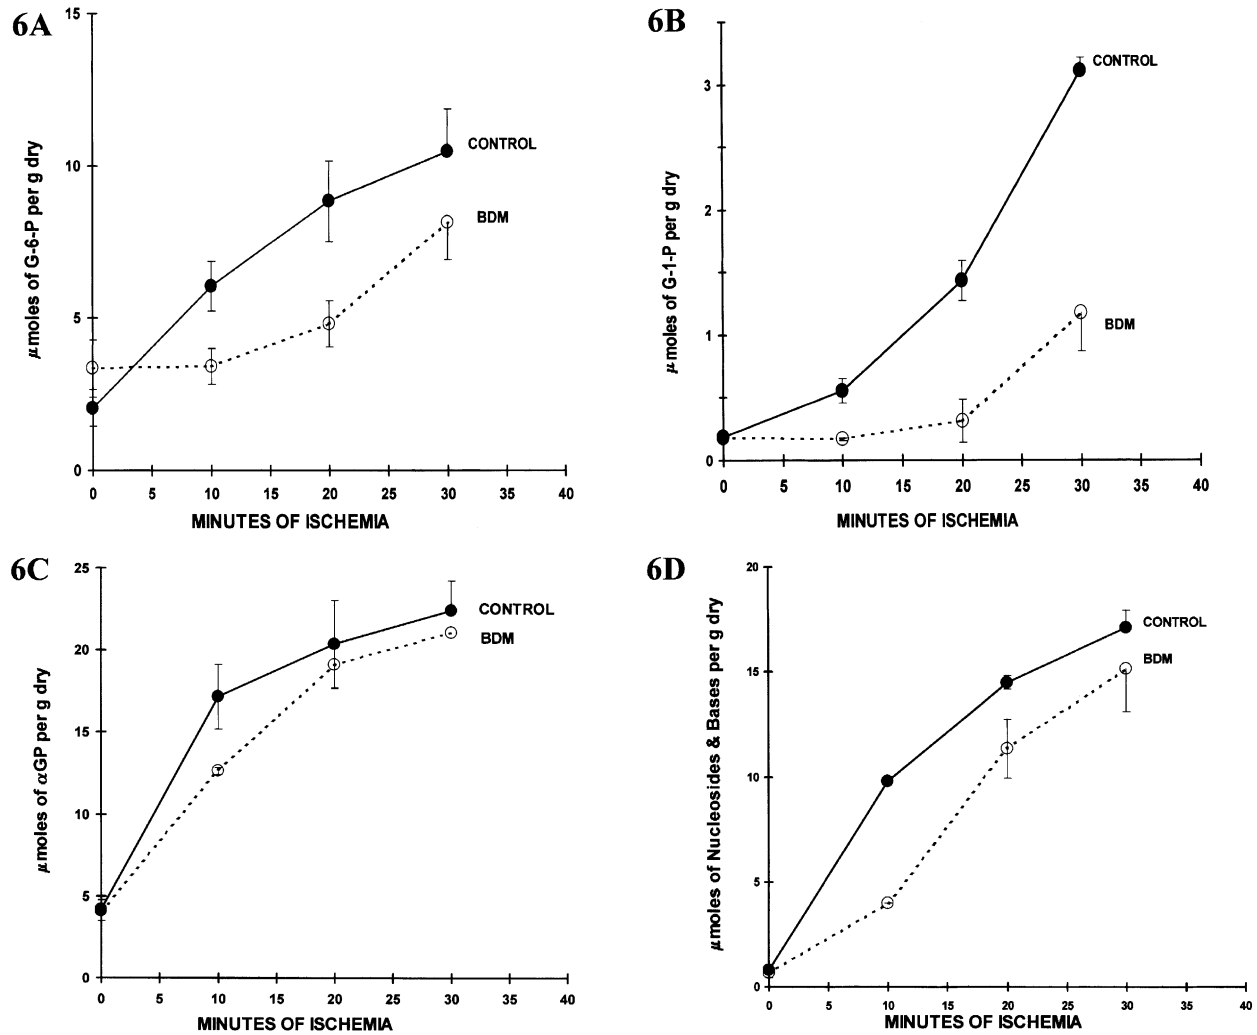 6A
μmoles of G-6-P per g dry
15
10
5
0
CONTROL
BDM
0 5 10 15 20 25 30 35 40
MINUTES OF ISCHEMIA
6B
μmoles of G-1-P per g dry
3
2
1
0
CONTROL
BDM
0 5 10 15 20 25 30 35 40
MINUTES OF ISCHEMIA
6C
μmoles of αGP per g dry
25
20
15
10
5
0
CONTROL
BDM
0 5 10 15 20 25 30 35 40
MINUTES OF ISCHEMIA
6D
μmoles of Nucleosides & Bases per g dry
20
15
10
5
0
CONTROL
BDM
0 5 10 15 20 25 30 35 40
MINUTES OF ISCHEMIA